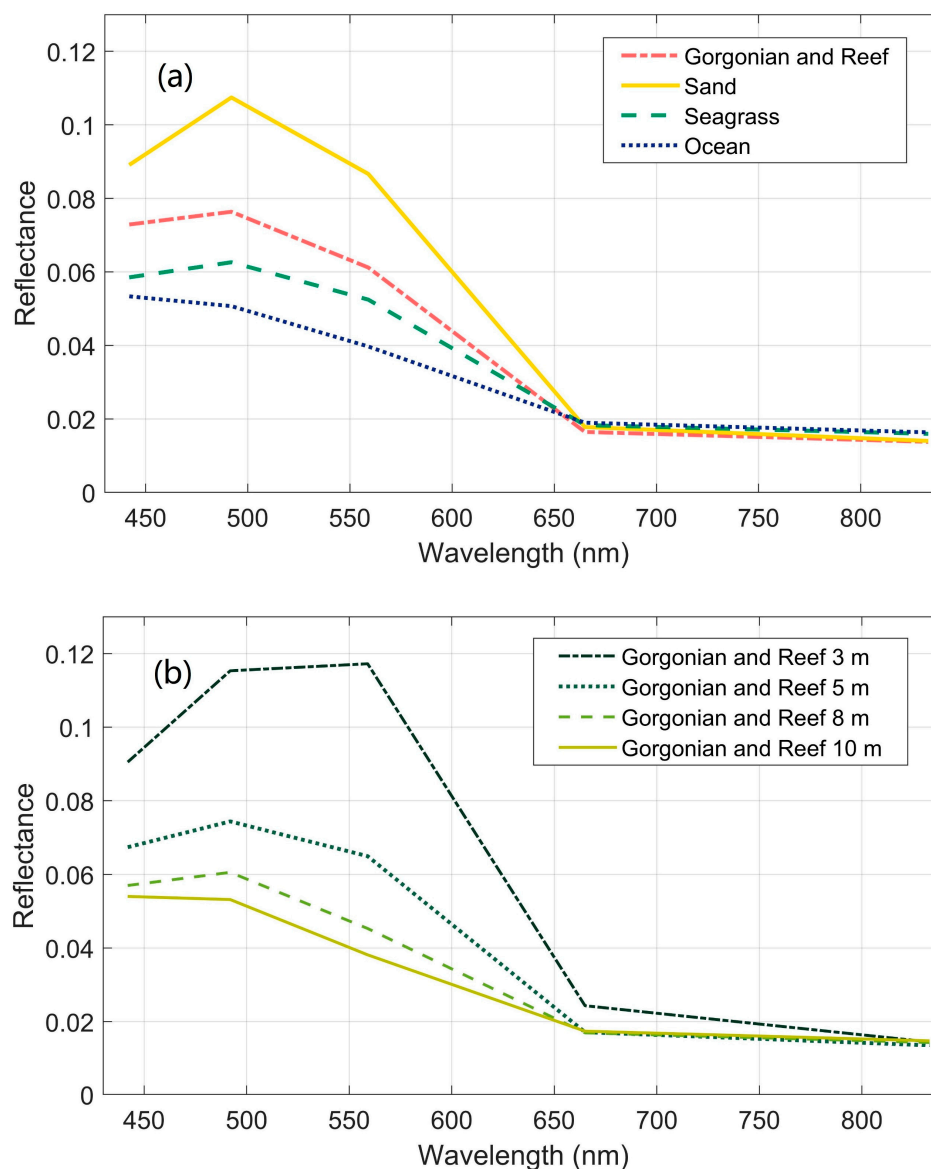 (a)
Gorgonian and Reef
Sand
Seagrass
Ocean
0.12
0.1
0.08
0.06
0.04
0.02
0
Reflectance
450 500 550 600 650 700 750 800
Wavelength (nm)
(b)
Gorgonian and Reef 3 m
Gorgonian and Reef 5 m
Gorgonian and Reef 8 m
Gorgonian and Reef 10 m
0.12
0.1
0.08
0.06
0.04
0.02
0
Reflectance
450 500 550 600 650 700 750 800
Wavelength (nm)